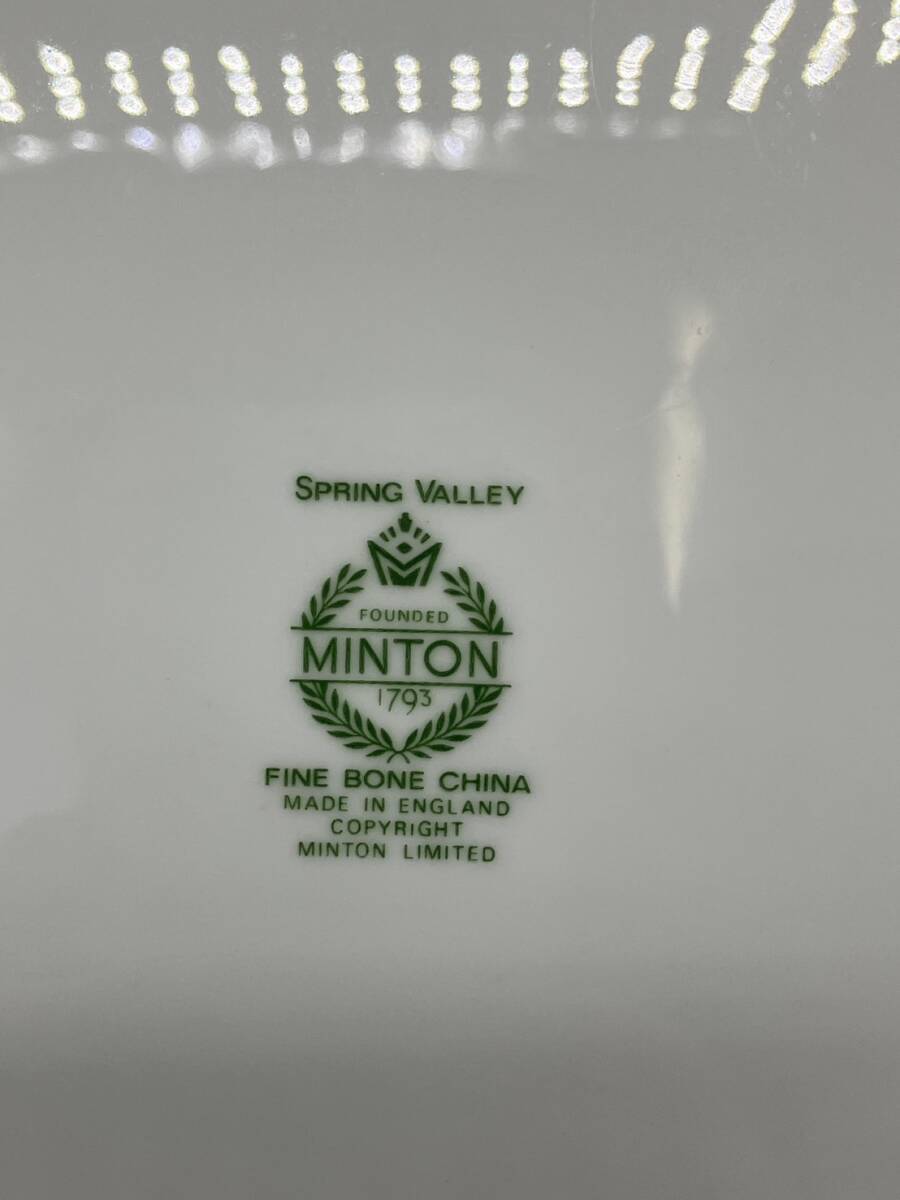 SPRING VALLEY
FOUNDED
MINTON
1793
FINE BONE CHINA
MADE IN ENGLAND
COPYRIGHT
MINTON LIMITED